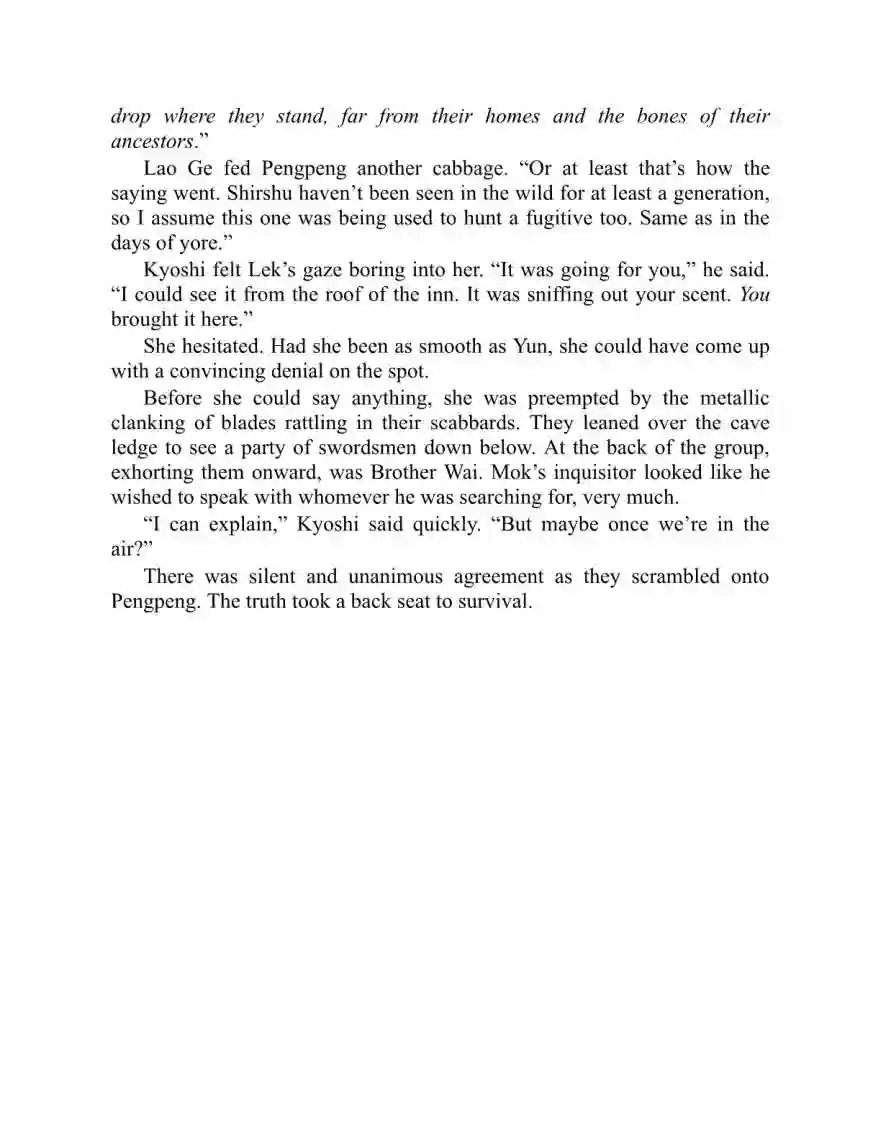 drop where they stand, far from their homes and the bones of their
ancestors.”
Lao Ge fed Pengpeng another cabbage. “Or at least that’s how the
saying went. Shirshu haven’t been seen in the wild for at least a generation,
so I assume this one was being used to hunt a fugitive too. Same as in the
days of yore.”
Kyoshi felt Lek’s gaze boring into her. “It was going for you,” he said.
“I could see it from the roof of the inn. It was sniffing out your scent. You
brought it here.”
She hesitated. Had she been as smooth as Yun, she could have come up
with a convincing denial on the spot.
Before she could say anything, she was preempted by the metallic
clanking of blades rattling in their scabbards. They leaned over the cave
ledge to see a party of swordsmen down below. At the back of the group,
exhorting them onward, was Brother Wai. Mok’s inquisitor looked like he
wished to speak with whomever he was searching for, very much.
“I can explain,” Kyoshi said quickly. “But maybe once we’re in the
air?”
There was silent and unanimous agreement as they scrambled onto
Pengpeng. The truth took a back seat to survival.